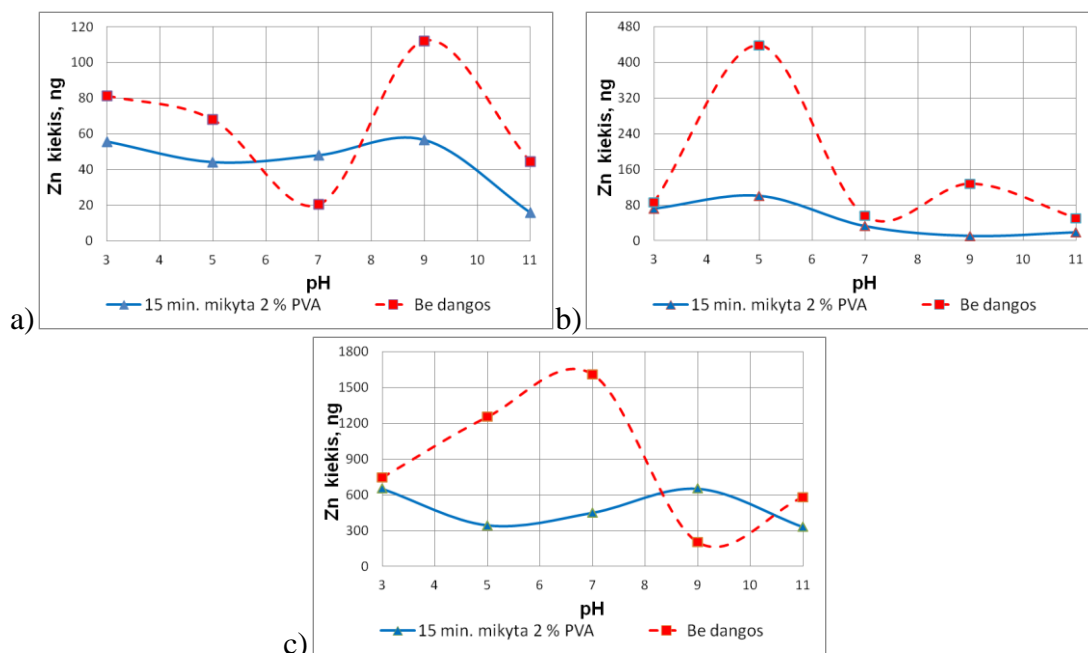 Zn kiekis, ng
120
100
80
60
40
20
0
3 4 5 6 7 8 9 10 11
pH
15 min. mikyta 2 % PVA Be dangos
a)
Zn kiekis, ng
480
400
320
240
160
80
0
3 4 5 6 7 8 9 10 11
pH
15 min. mikyta 2 % PVA Be dangos
b)
Zn kiekis, ng
1800
1500
1200
900
600
300
0
3 4 5 6 7 8 9 10 11
pH
15 min. mikyta 2 % PVA Be dangos
c)